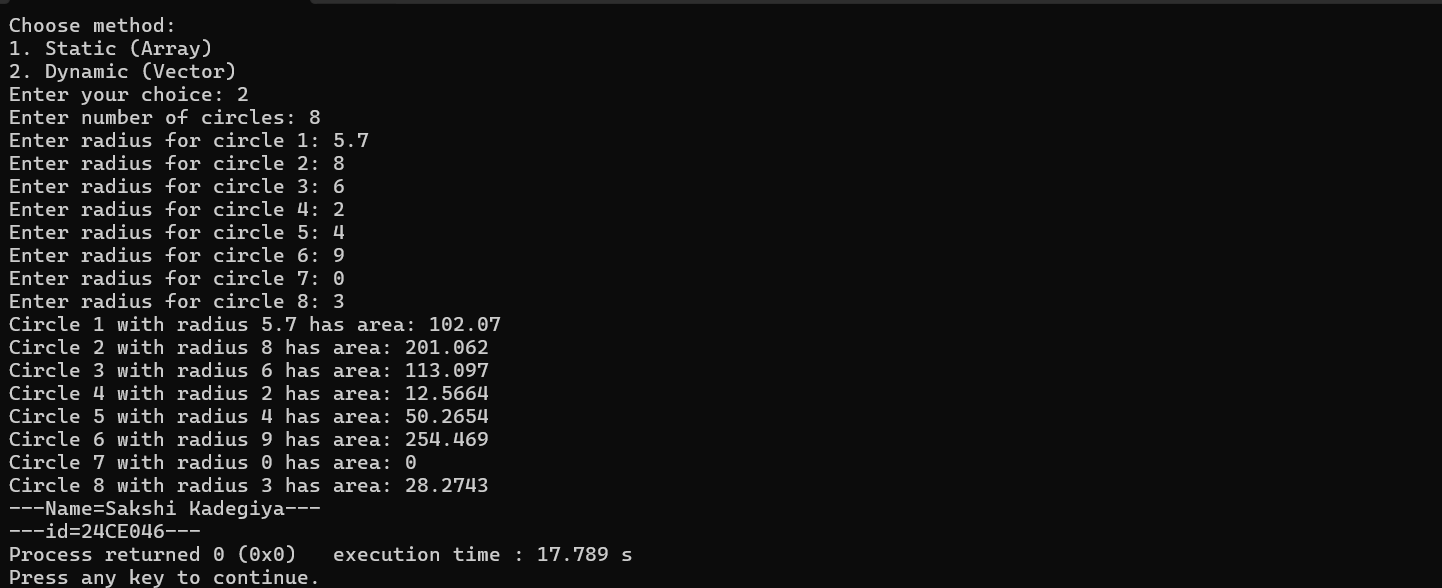 Choose method:
1. Static (Array)
2. Dynamic (Vector)
Enter your choice: 2
Enter number of circles: 8
Enter radius for circle 1: 5.7
Enter radius for circle 2: 8
Enter radius for circle 3: 6
Enter radius for circle 4: 2
Enter radius for circle 5: 4
Enter radius for circle 6: 9
Enter radius for circle 7: 0
Enter radius for circle 8: 3
Circle 1 with radius 5.7 has area: 102.07
Circle 2 with radius 8 has area: 201.062
Circle 3 with radius 6 has area: 113.097
Circle 4 with radius 2 has area: 12.5664
Circle 5 with radius 4 has area: 50.2654
Circle 6 with radius 9 has area: 254.469
Circle 7 with radius 0 has area: 0
Circle 8 with radius 3 has area: 28.2743
---Name=Sakshi Kadegiya---
---id=24CE046---
Process returned 0 (0x0)   execution time : 17.789 s
Press any key to continue.